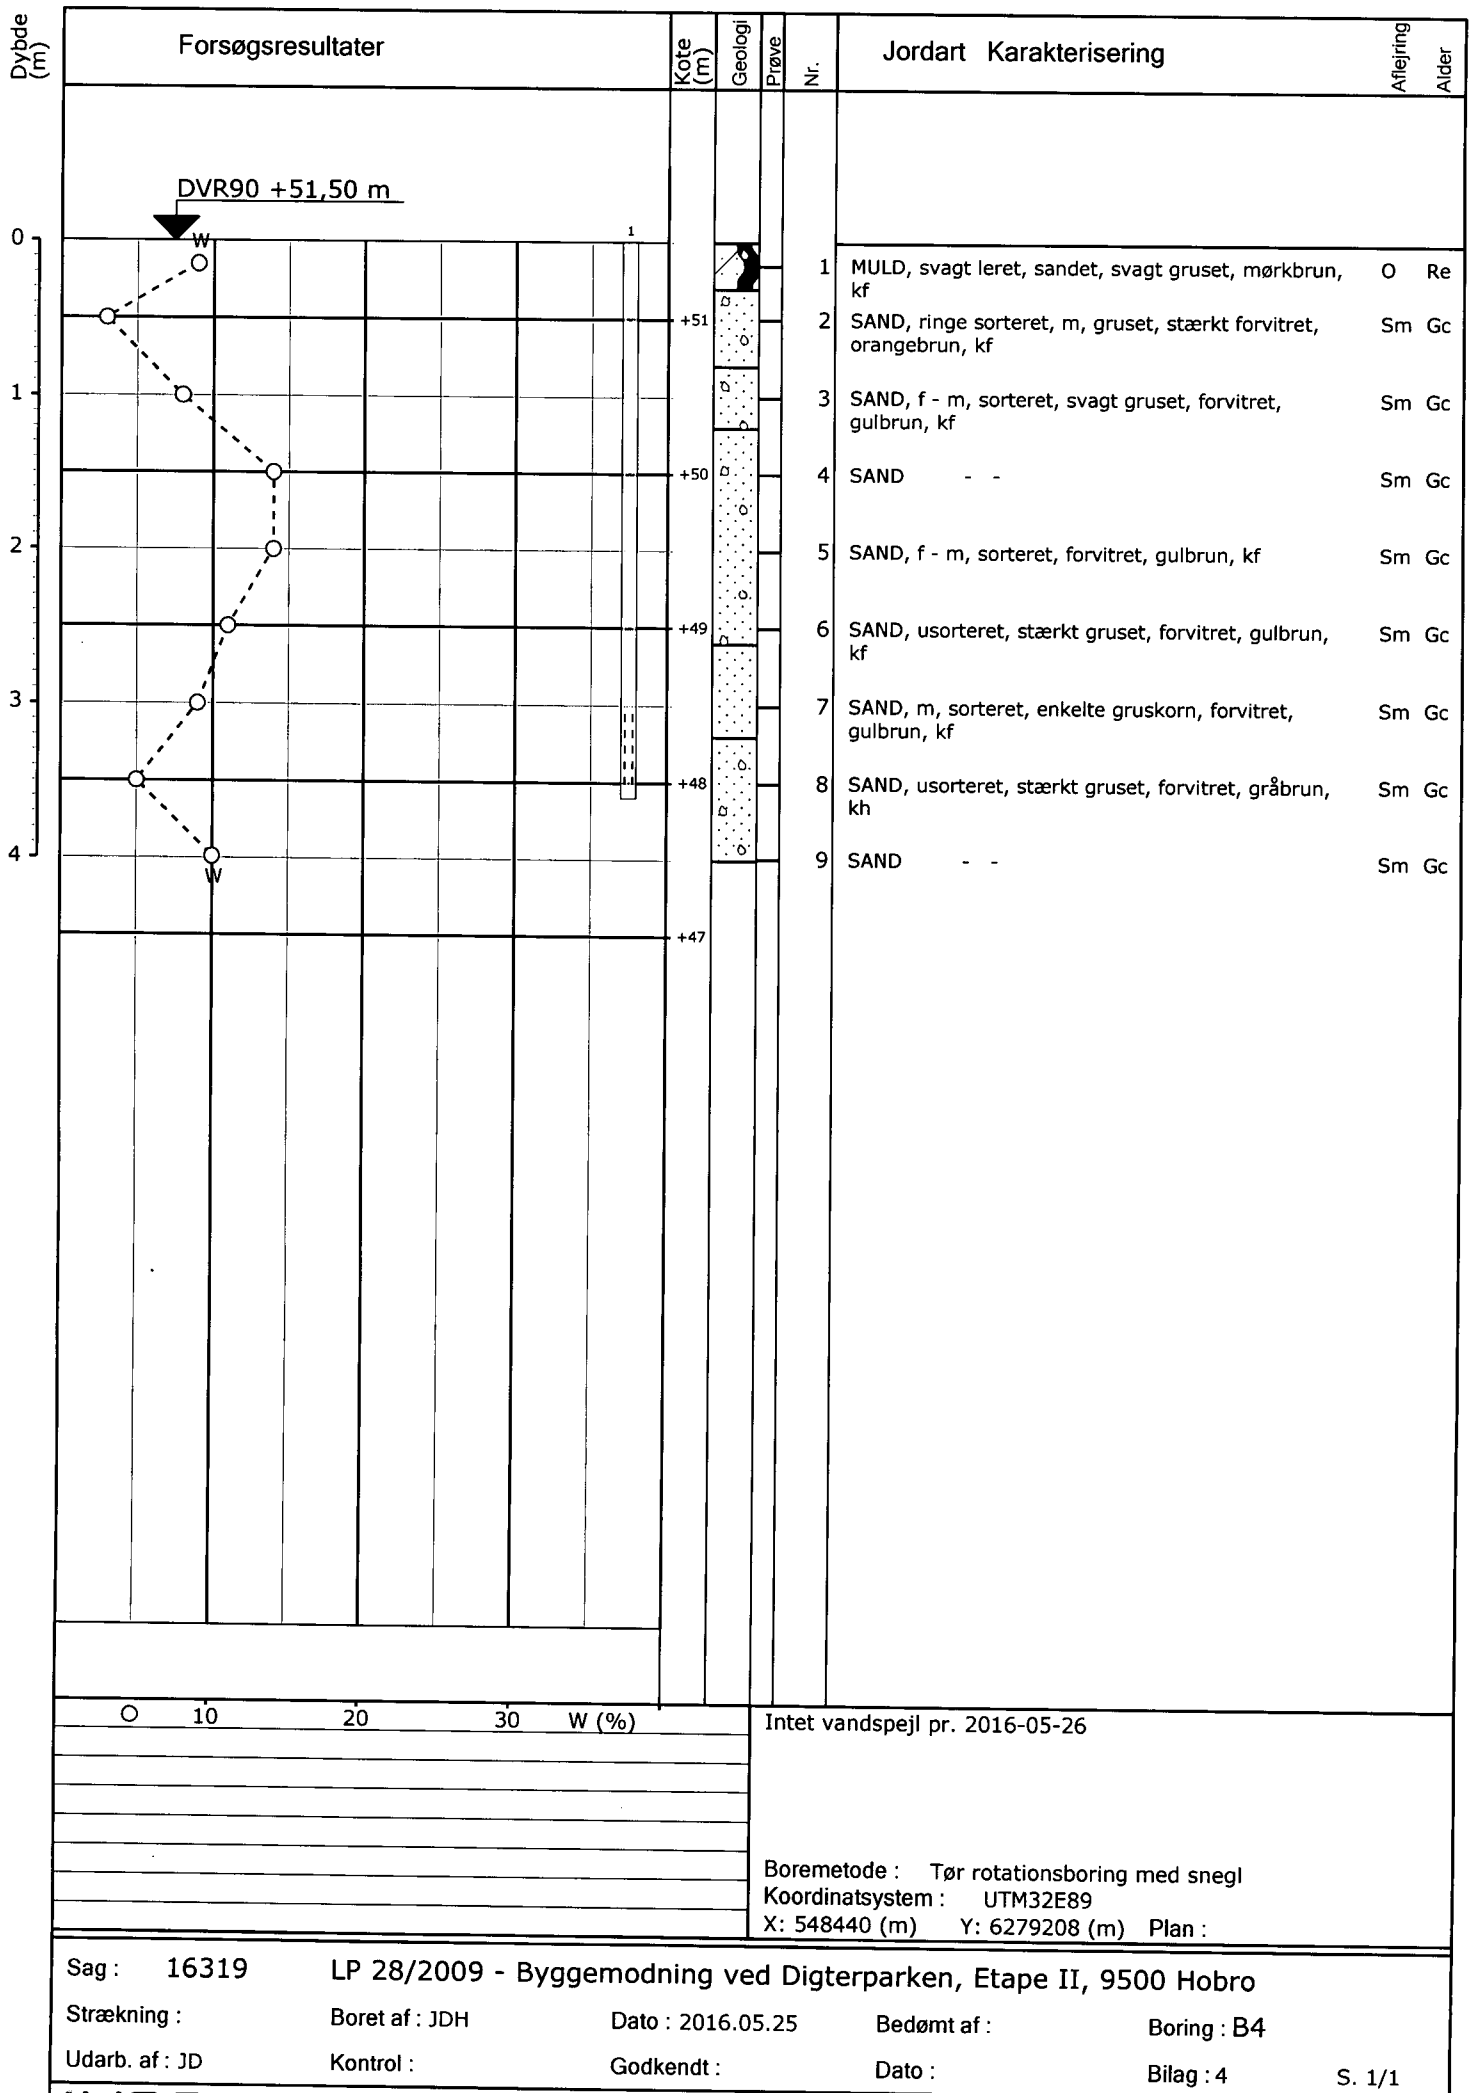 Dybde (m)
Forsøgsresultater
Kote (m)
Geologi
Prøve
Nr.
Jordart Karakterisering
Aflejring
Alder
DVR90 +51,50 m
0
W
1
1 MULD, svagt leret, sandet, svagt gruset, mørkbrun, O Re
kf
+51 2 SAND, ringe sorteret, m, gruset, stærkt forvitret, Sm Gc
orangebrun, kf
1 3 SAND, f - m, sorteret, svagt gruset, forvitret, Sm Gc
gulbrun, kf
+50 4 SAND - - Sm Gc
2 5 SAND, f - m, sorteret, forvitret, gulbrun, kf Sm Gc
+49 6 SAND, usorteret, stærkt gruset, forvitret, gulbrun, Sm Gc
kf
3 7 SAND, m, sorteret, enkelte gruskorn, forvitret, Sm Gc
gulbrun, kf
+48 8 SAND, usorteret, stærkt gruset, forvitret, gråbrun, Sm Gc
kh
4 9 SAND - - Sm Gc
W
+47
10 20 30 W (%)
Intet vandspejl pr. 2016-05-26
Boremetode : Tør rotationsboring med snegl
Koordinatsystem : UTM32E89
X: 548440 (m) Y: 6279208 (m) Plan :
Sag : 16319 LP 28/2009 - Byggemodning ved Digterparken, Etape II, 9500 Hobro
Strækning : Boret af : JDH Dato : 2016.05.25 Bedømt af : Boring : B4
Udarb. af : JD Kontrol : Godkendt : Dato : Bilag : 4 S. 1/1